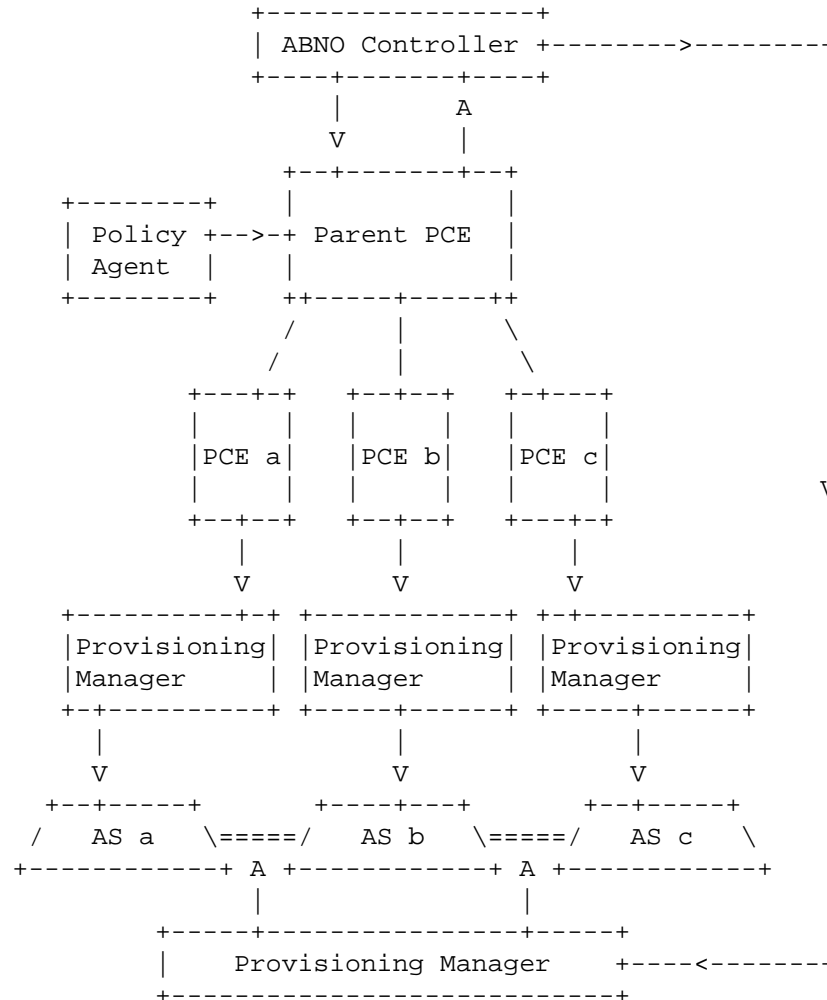 ABNO Controller
A
V
Policy
Parent PCE
Agent
PCE a PCE b PCE c
V
V V V
Provisioning Provisioning Provisioning
Manager Manager Manager
V V V
AS a AS b AS c
A A
Provisioning Manager